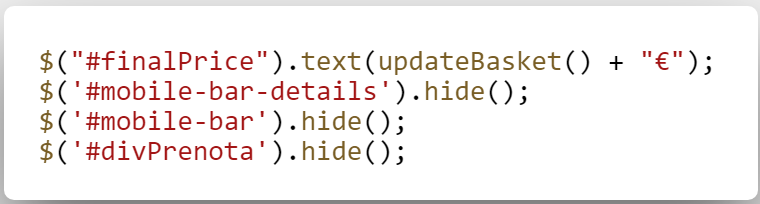 $("#finalPrice").text(updateBasket() + "€");
$('#mobile-bar-details').hide();
$('#mobile-bar').hide();
$('#divPrenota').hide();